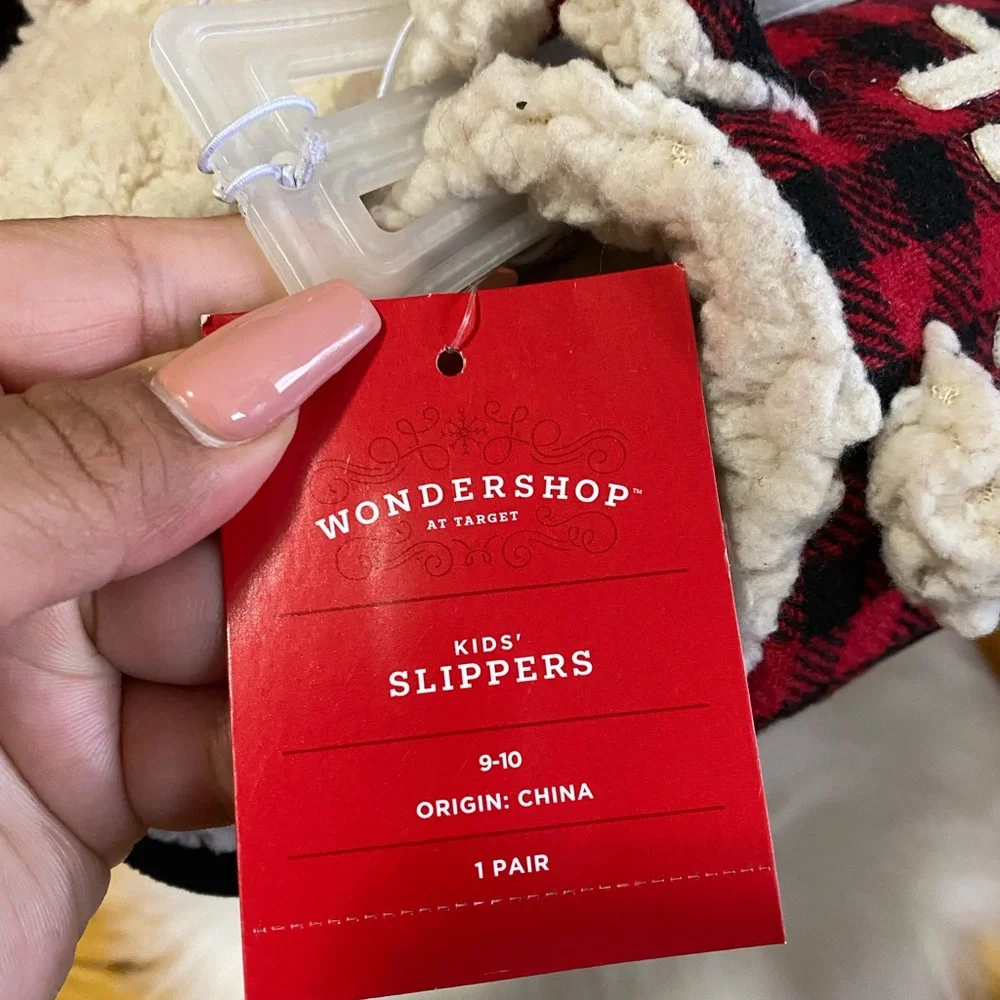 WONDERSHOP™
AT TARGET
KIDS'
SLIPPERS
9-10
ORIGIN: CHINA
1 PAIR